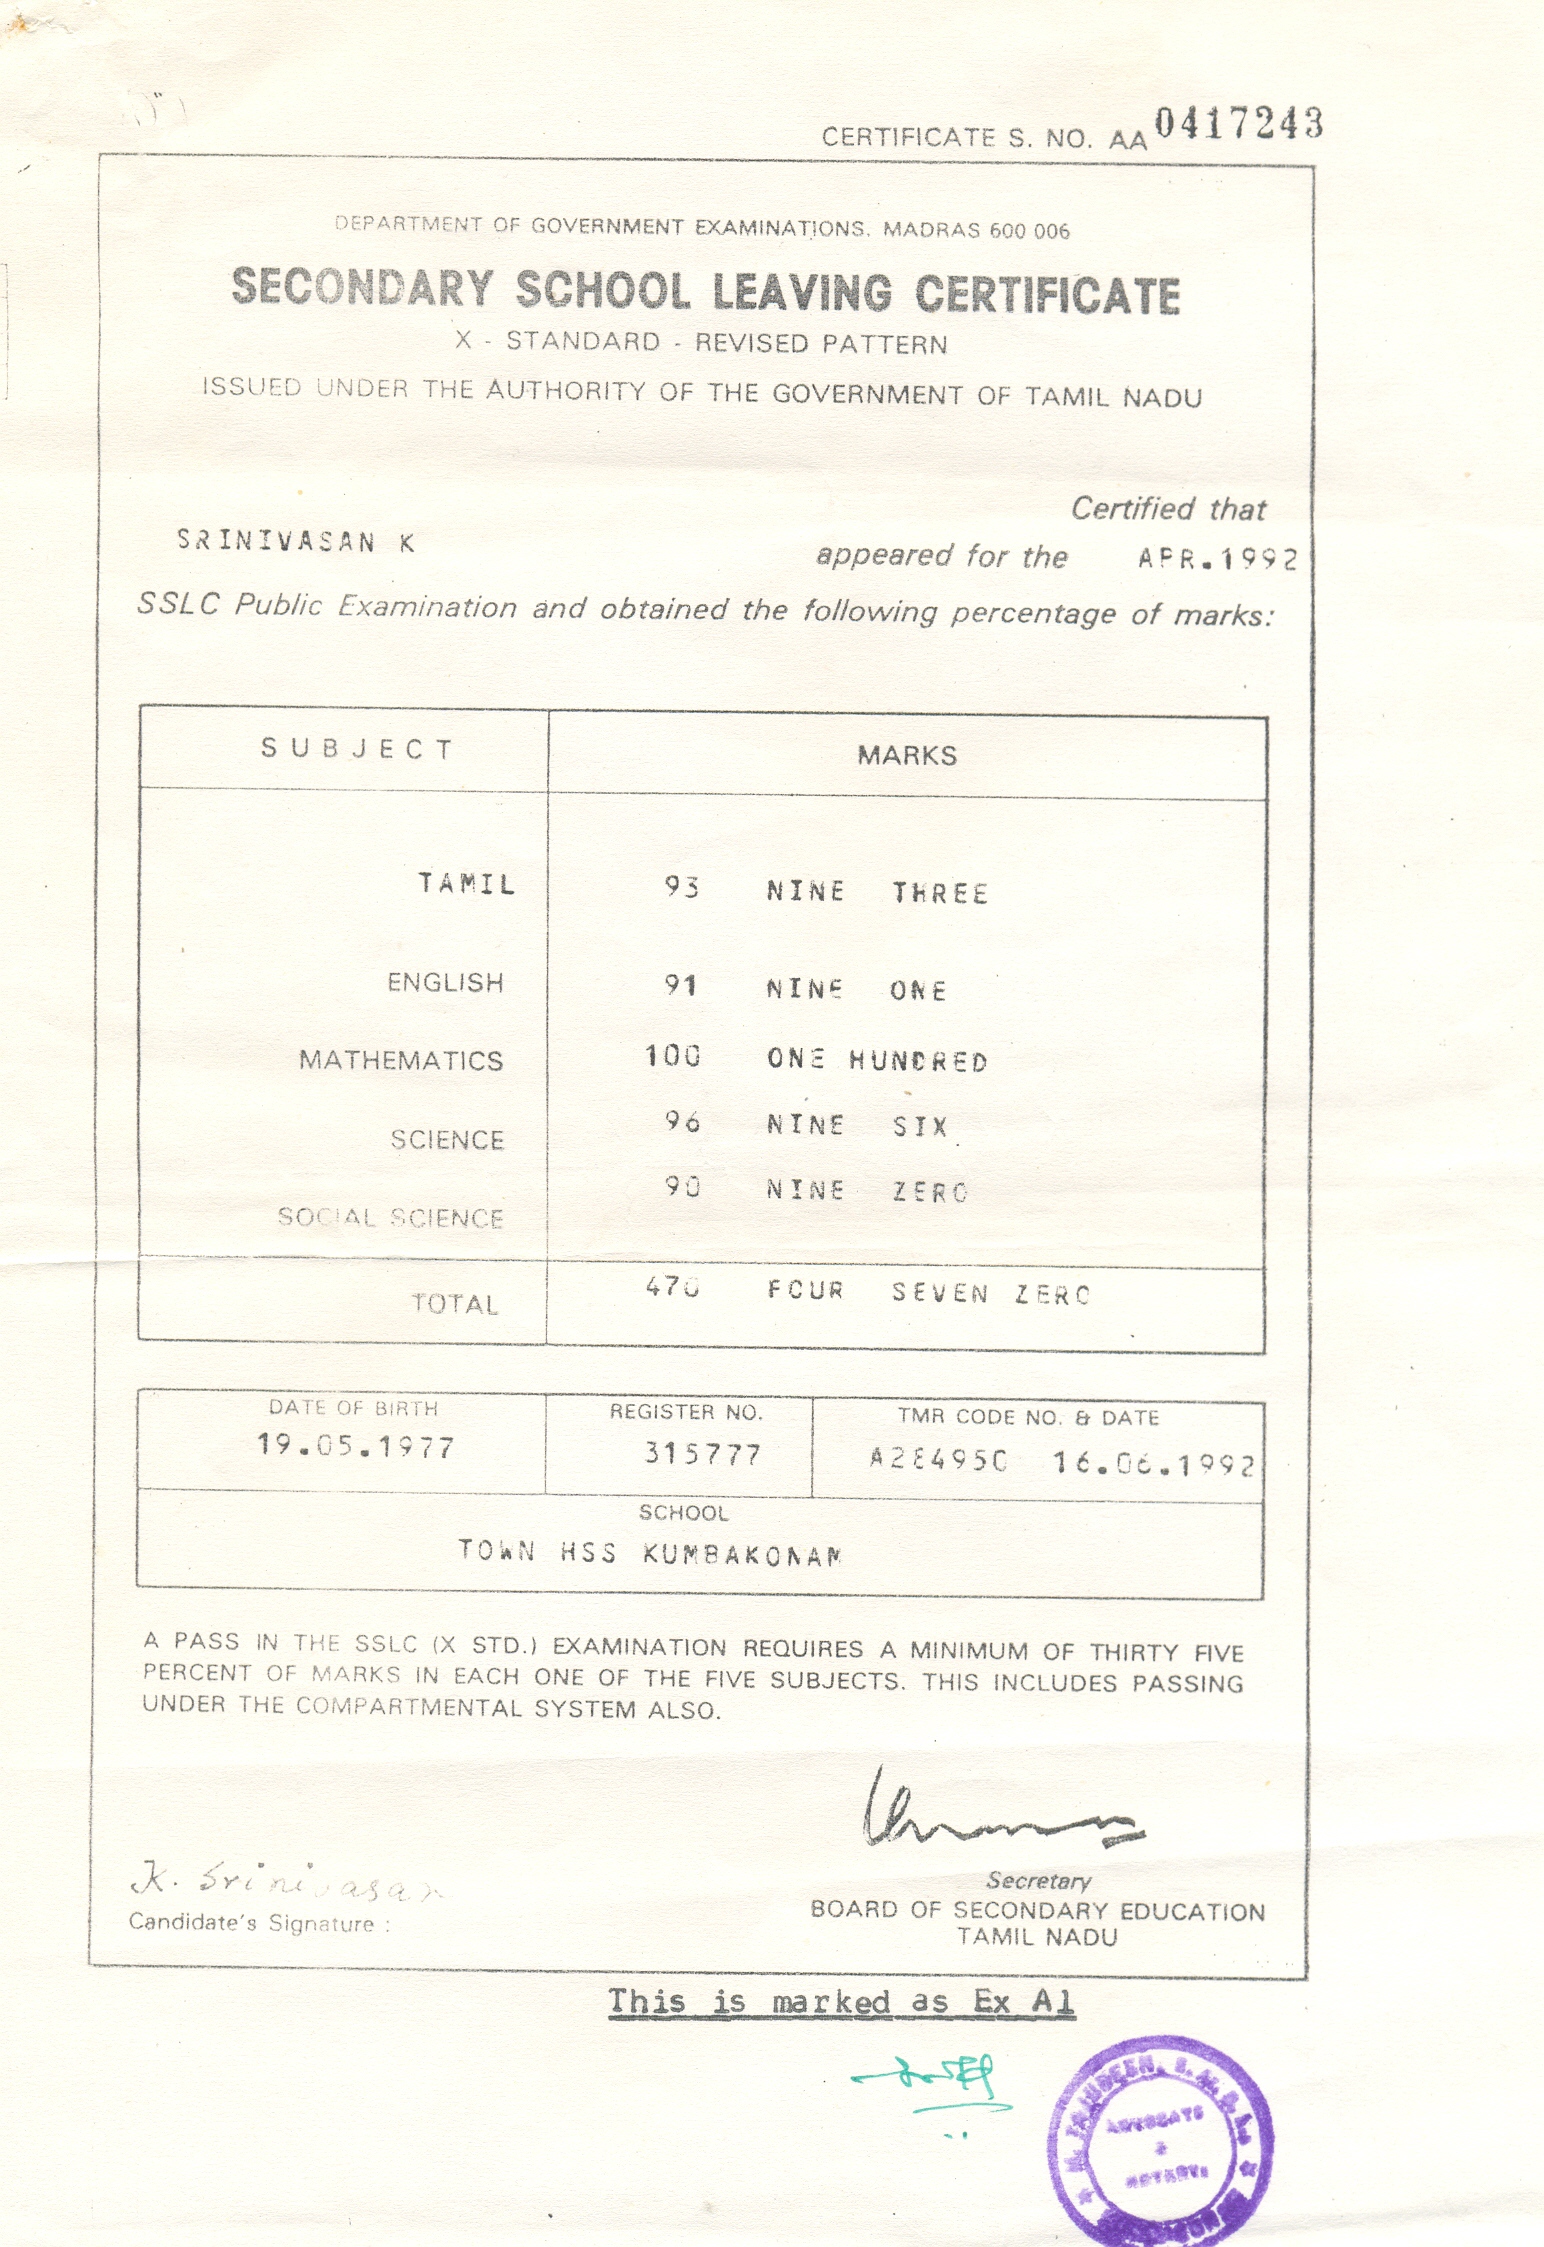 CERTIFICATE S. NO. AA 0417243
DEPARTMENT OF GOVERNMENT EXAMINATIONS. MADRAS 600 006
SECONDARY SCHOOL LEAVING CERTIFICATE
X - STANDARD - REVISED PATTERN
ISSUED UNDER THE AUTHORITY OF THE GOVERNMENT OF TAMIL NADU
Certified that
SRINIVASAN K appeared for the APR.1992
SSLC Public Examination and obtained the following percentage of marks:
SUBJECT MARKS
TAMIL 93 NINE THREE
ENGLISH 91 NINE ONE
MATHEMATICS 100 ONE HUNDRED
SCIENCE 96 NINE SIX
SOCIAL SCIENCE 90 NINE ZERO
TOTAL 470 FOUR SEVEN ZERO
DATE OF BIRTH REGISTER NO. TMR CODE NO. & DATE
19.05.1977 315777 16.06.1992
SCHOOL
TOWN HSS KUMBAKONAM
A PASS IN THE SSLC (X STD.) EXAMINATION REQUIRES A MINIMUM OF THIRTY FIVE
PERCENT OF MARKS IN EACH ONE OF THE FIVE SUBJECTS. THIS INCLUDES PASSING
UNDER THE COMPARTMENTAL SYSTEM ALSO.
K. Srinivasan
Candidate's Signature :
Secretary
BOARD OF SECONDARY EDUCATION
TAMIL NADU
This is marked as Ex A1
ADVOCATE
&
NOTARY